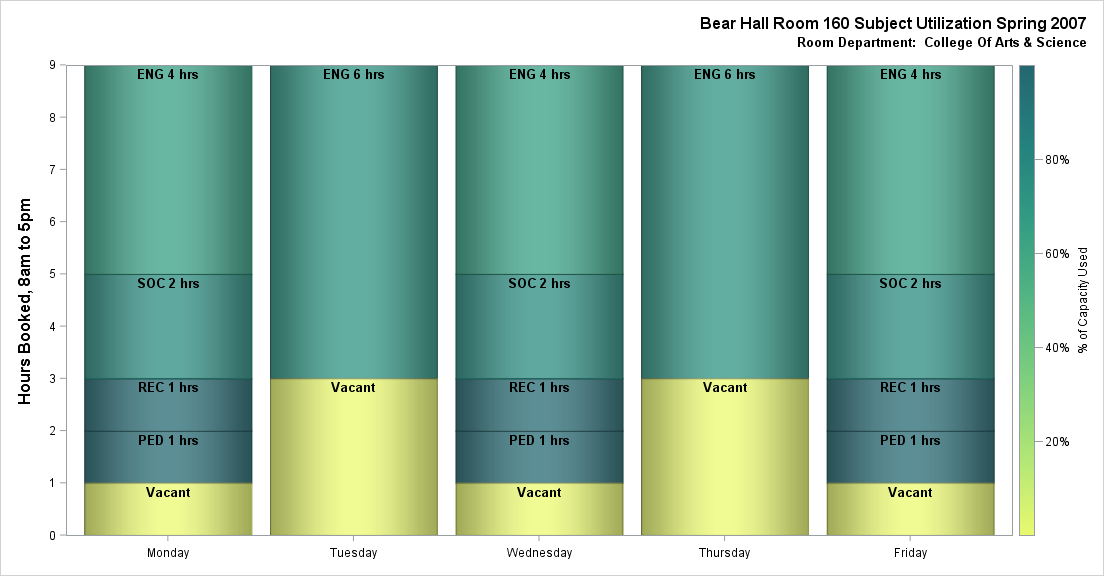 Bear Hall Room 160 Subject Utilization Spring 2007
Room Department:  College Of Arts & Science
Hours Booked, 8am to 5pm
9
8
7
6
5
4
3
2
1
0
ENG 4 hrs
SOC 2 hrs
REC 1 hrs
PED 1 hrs
Vacant
Monday
ENG 6 hrs
Vacant
Tuesday
ENG 4 hrs
SOC 2 hrs
REC 1 hrs
PED 1 hrs
Vacant
Wednesday
ENG 6 hrs
Vacant
Thursday
ENG 4 hrs
SOC 2 hrs
REC 1 hrs
PED 1 hrs
Vacant
Friday
80%
60%
40%
20%
% of Capacity Used